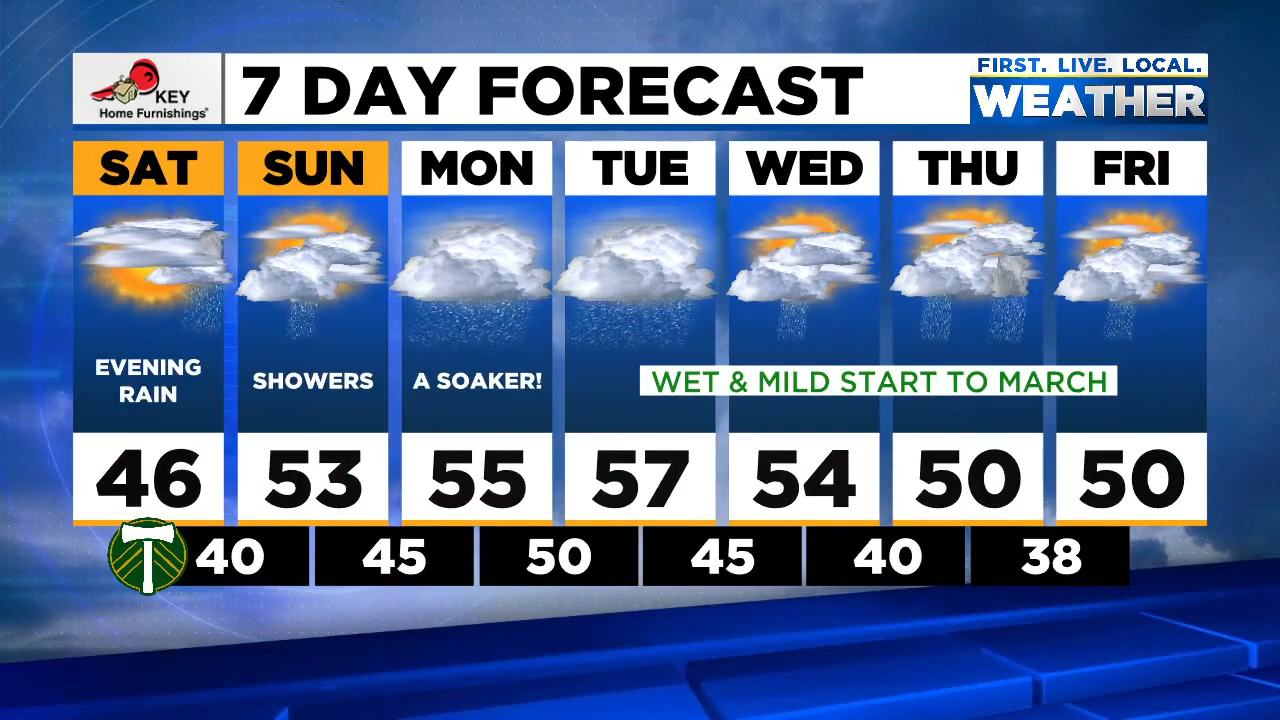 KEY
Home Furnishings®
7 DAY FORECAST
FIRST. LIVE. LOCAL.
WEATHER
SAT SUN MON TUE WED THU FRI
EVENING
RAIN
SHOWERS
A SOAKER!
WET & MILD START TO MARCH
46 53 55 57 54 50 50
40 45 50 45 40 38